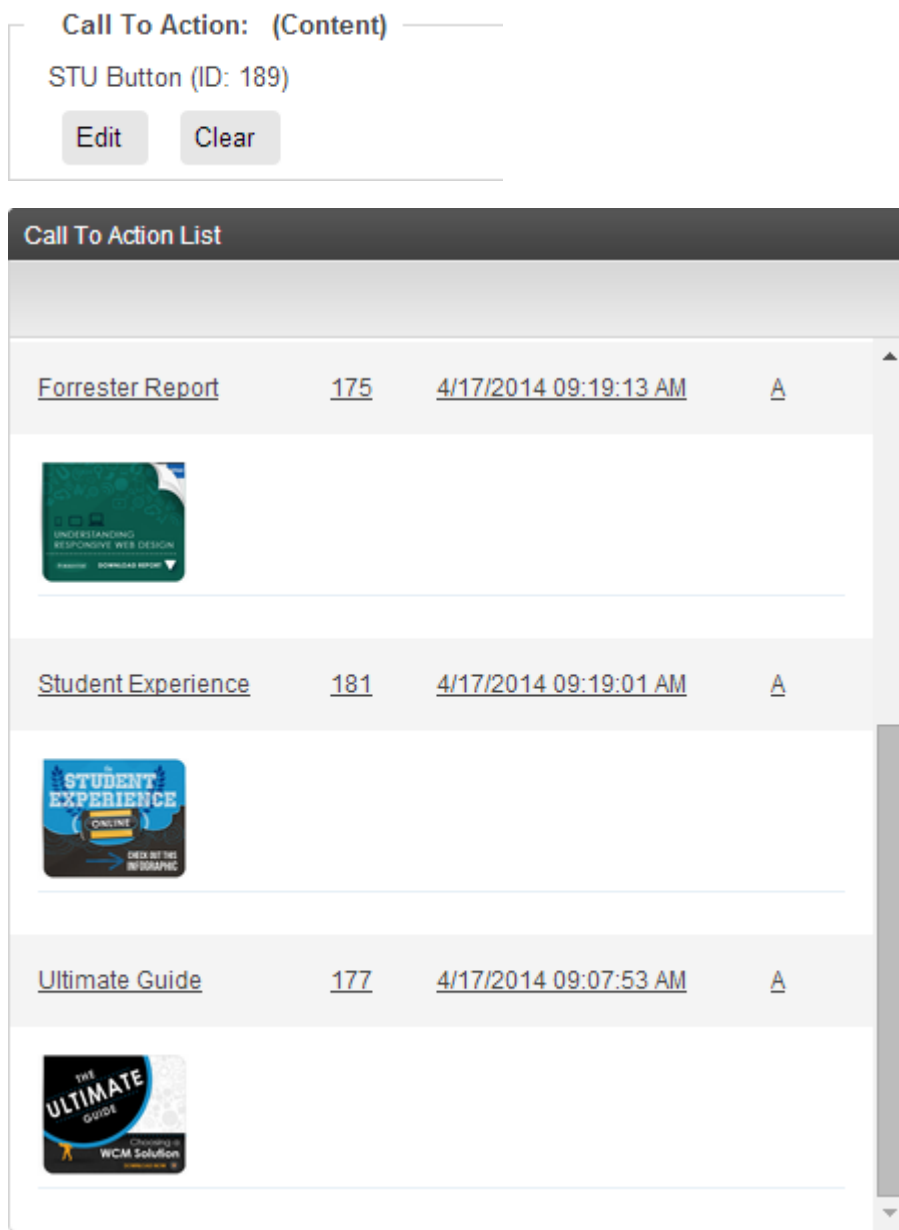 Call To Action: (Content)
STU Button (ID: 189)
Edit Clear
Call To Action List
Forrester Report 175 4/17/2014 09:19:13 AM A
UNDERSTANDING
RESPONSIVE WEB DESIGN
DOWNLOAD REPORT
Student Experience 181 4/17/2014 09:19:01 AM A
STUDENT
EXPERIENCE
ONLINE
CHECK OUT THIS
INFOGRAPHIC
Ultimate Guide 177 4/17/2014 09:07:53 AM A
THE
ULTIMATE
GUIDE
Choosing a
WCM Solution
DOWNLOAD NOW